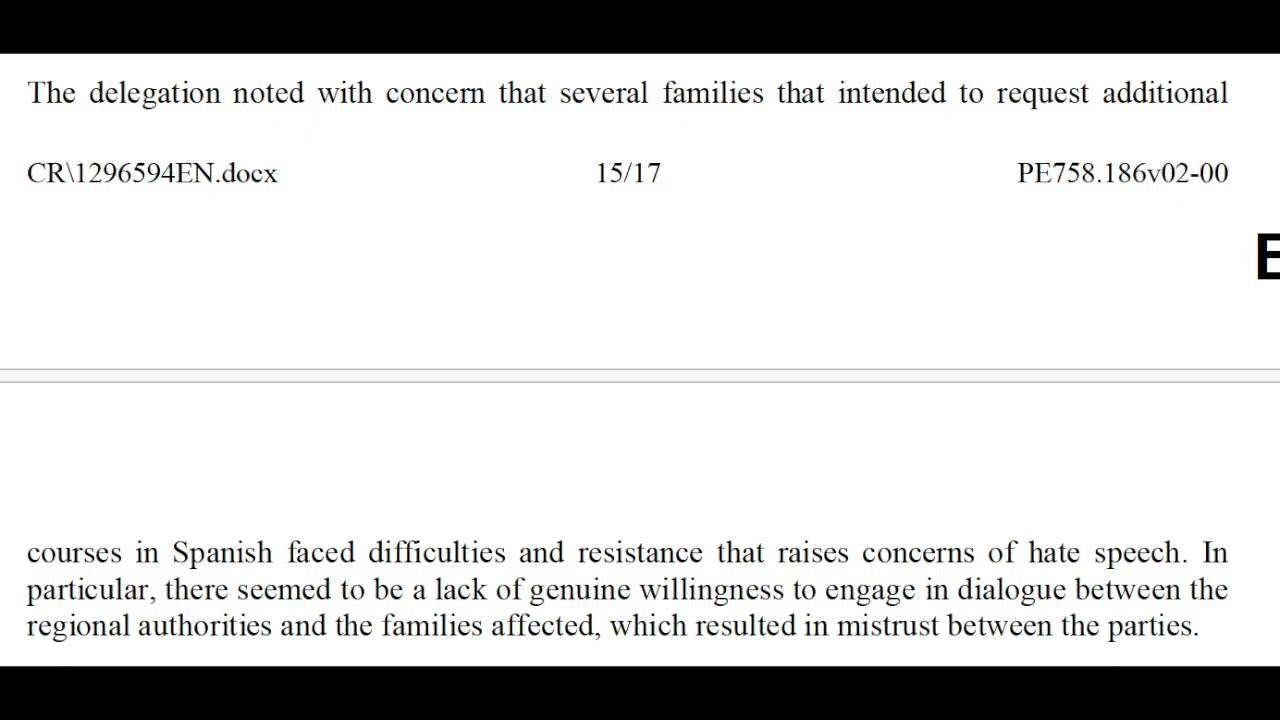 The delegation noted with concern that several families that intended to request additional
CR\1296594EN.docx 15/17 PE758.186v02-00
E
courses in Spanish faced difficulties and resistance that raises concerns of hate speech. In
particular, there seemed to be a lack of genuine willingness to engage in dialogue between the
regional authorities and the families affected, which resulted in mistrust between the parties.